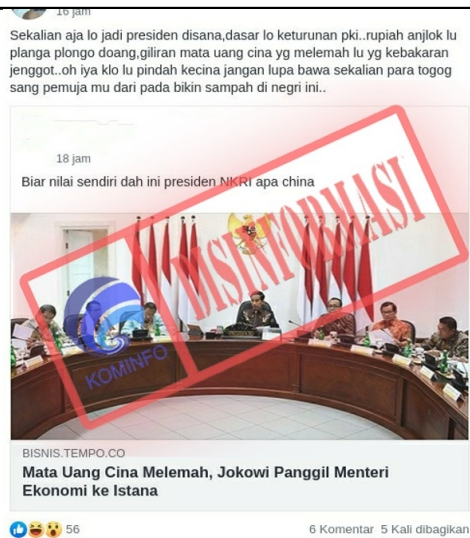 16 jam
Sekalian aja lo jadi presiden disana,dasar lo keturunan pki..rupiah anjlok lu
planga plongo doang,giliran mata uang cina yg melemah lu yg kebakaran
jenggot..oh iya klo lu pindah kecina jangan lupa bawa sekalian para togog
sang pemuja mu dari pada bikin sampah di negri ini..
18 jam
Biar nilai sendiri dah ini presiden NKRI apa china
DISINFORMASI
KOMINFO
BISNIS.TEMPO.CO
Mata Uang Cina Melemah, Jokowi Panggil Menteri
Ekonomi ke Istana
56
6 Komentar 5 Kali dibagikan